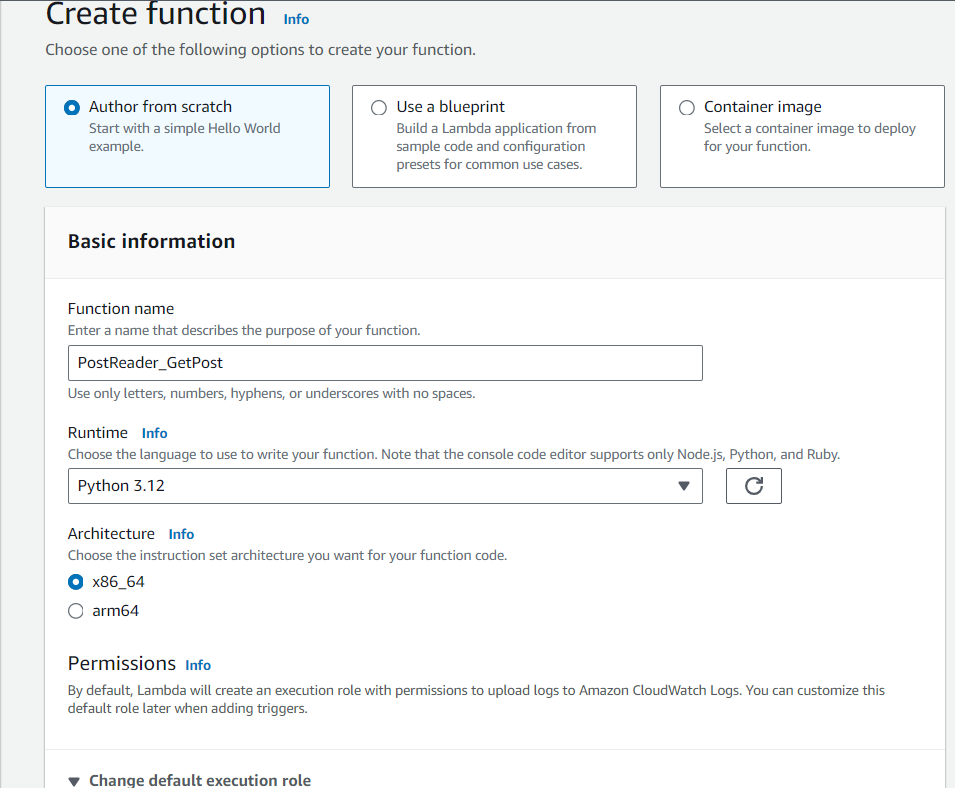 Create function Info
Choose one of the following options to create your function.
Author from scratch
Start with a simple Hello World
example.
Use a blueprint
Build a Lambda application from
sample code and configuration
presets for common use cases.
Container image
Select a container image to deploy
for your function.
Basic information
Function name
Enter a name that describes the purpose of your function.
PostReader_GetPost
Use only letters, numbers, hyphens, or underscores with no spaces.
Runtime Info
Choose the language to use to write your function. Note that the console code editor supports only Node.js, Python, and Ruby.
Python 3.12
Architecture Info
Choose the instruction set architecture you want for your function code.
x86_64
arm64
Permissions Info
By default, Lambda will create an execution role with permissions to upload logs to Amazon CloudWatch Logs. You can customize this
default role later when adding triggers.
Change default execution role